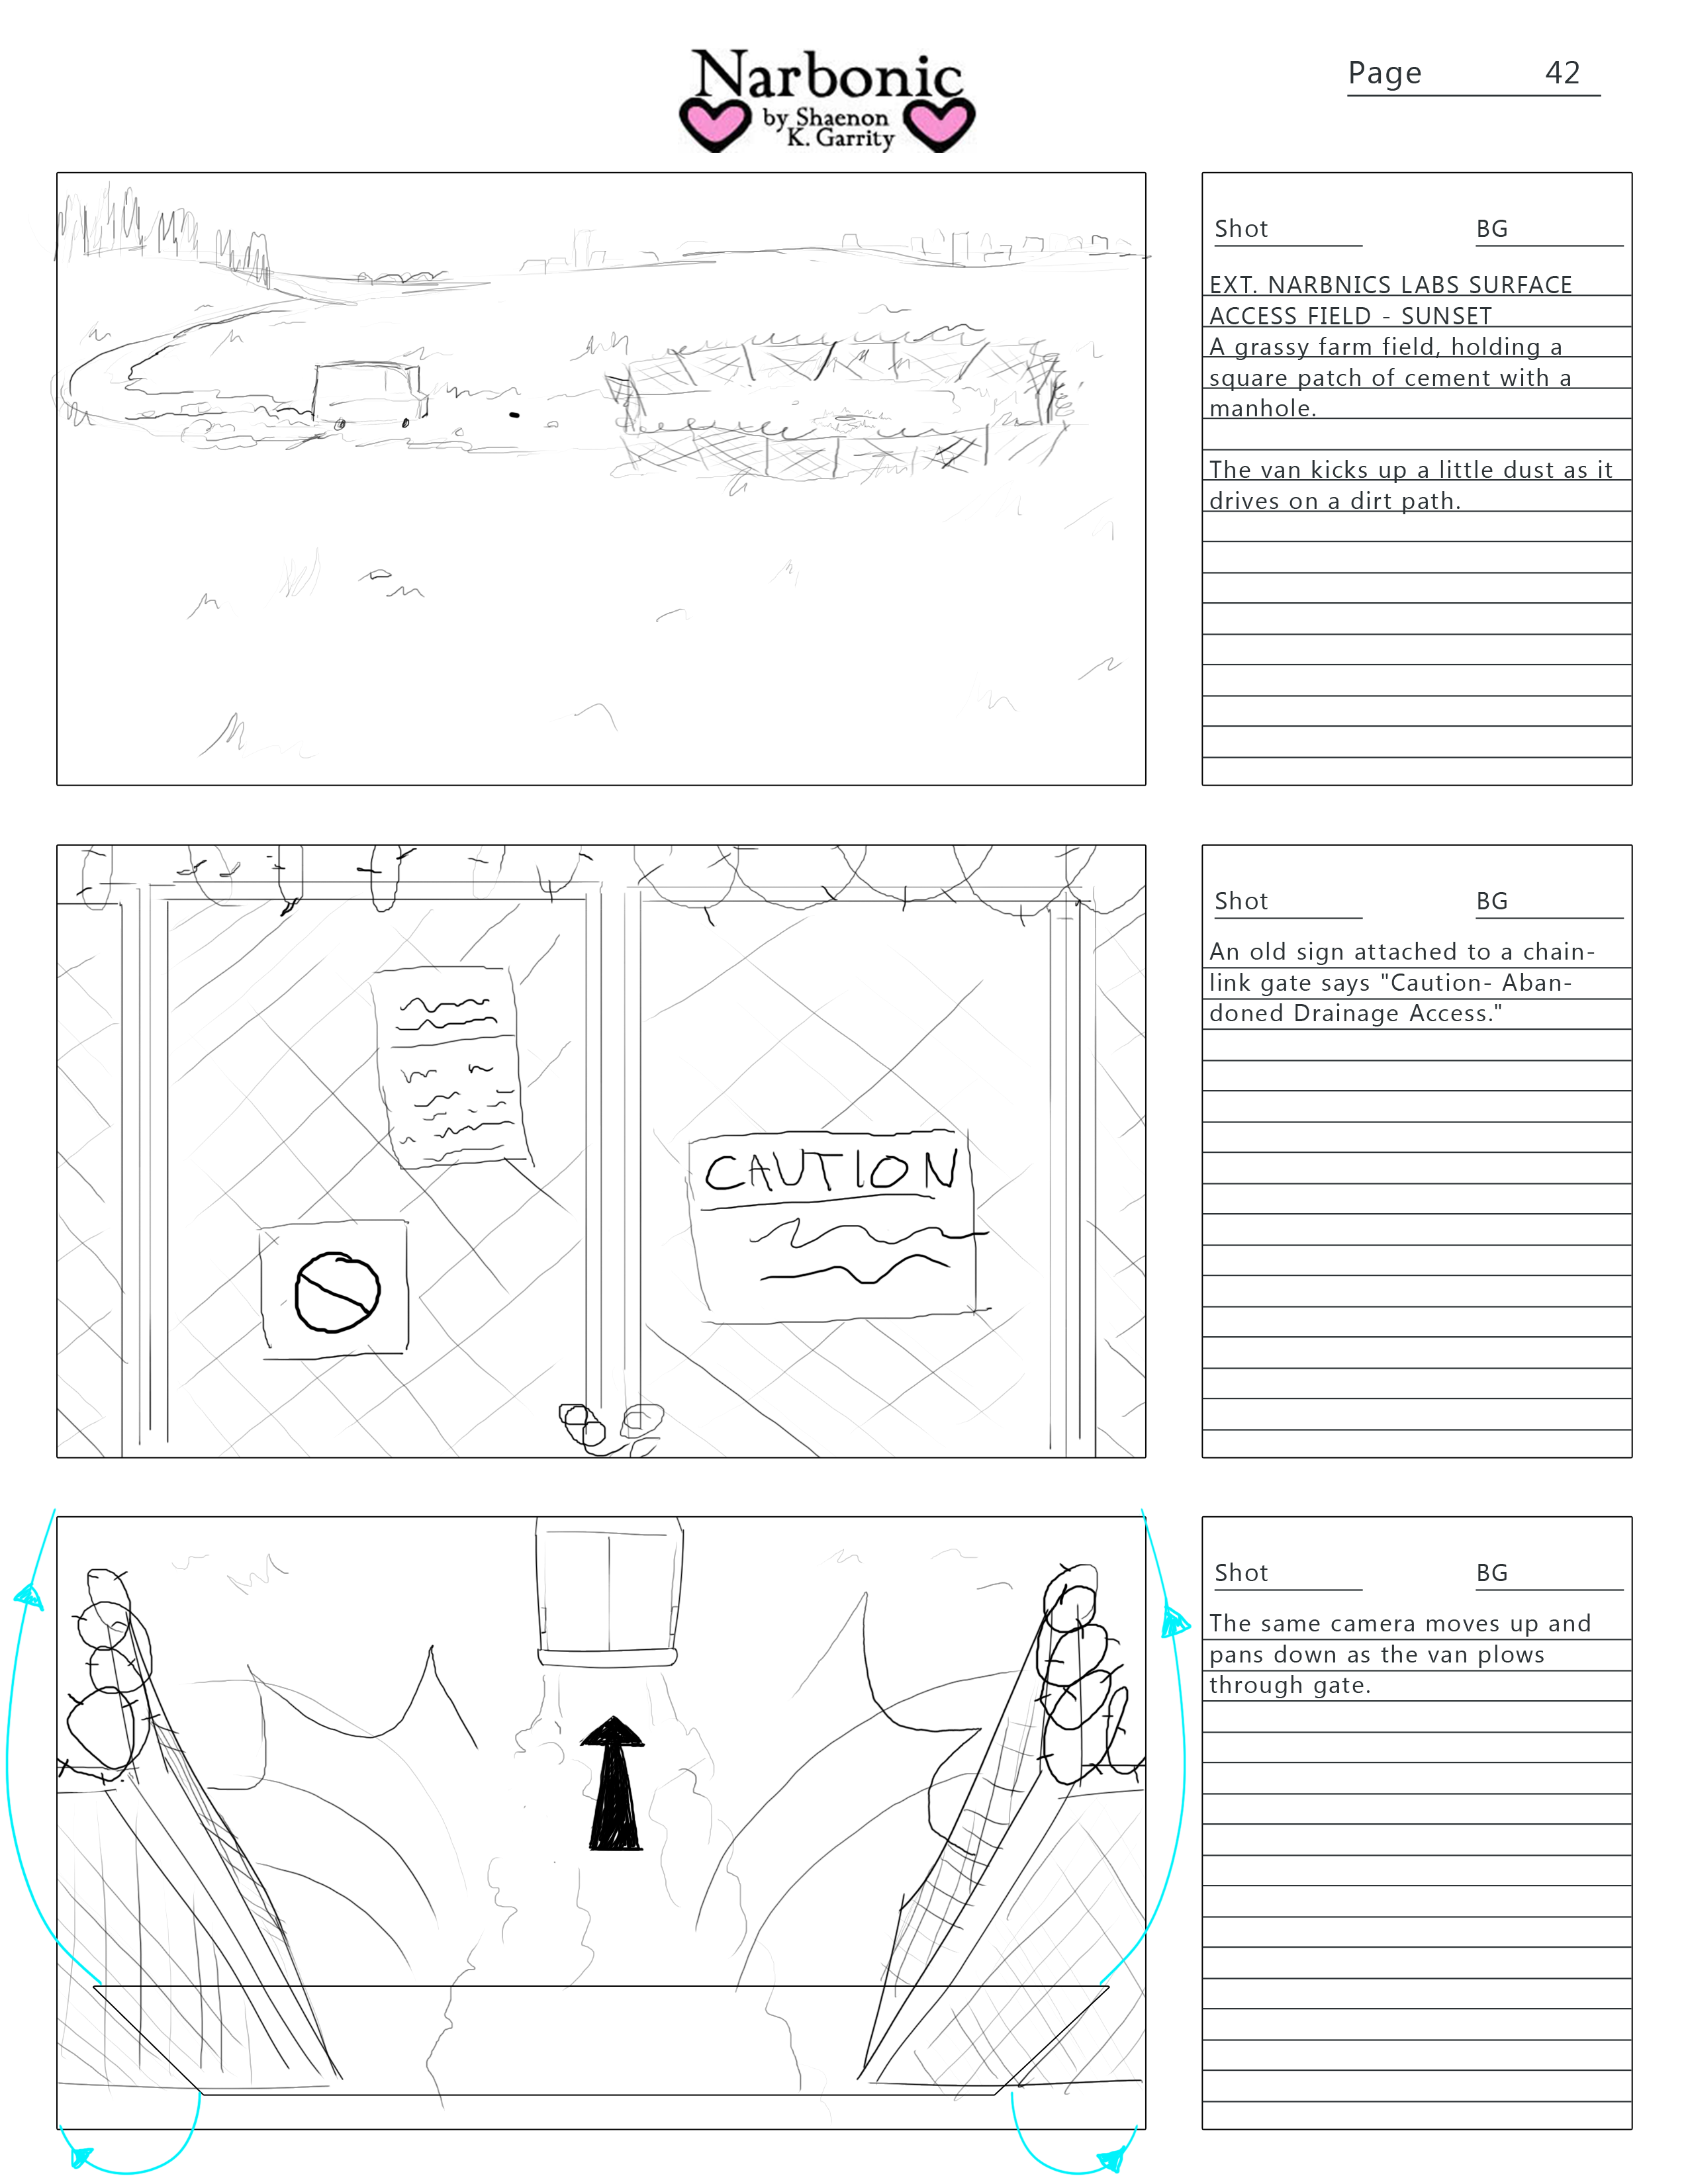 Narbonic
by Shaenon
K. Garrity
Page 42
Shot BG
EXT. NARBNICS LABS SURFACE
ACCESS FIELD - SUNSET
A grassy farm field, holding a
square patch of cement with a
manhole.
The van kicks up a little dust as it
drives on a dirt path.
CAUTION
Shot BG
An old sign attached to a chain-
link gate says "Caution- Aban-
doned Drainage Access."
Shot BG
The same camera moves up and
pans down as the van plows
through gate.